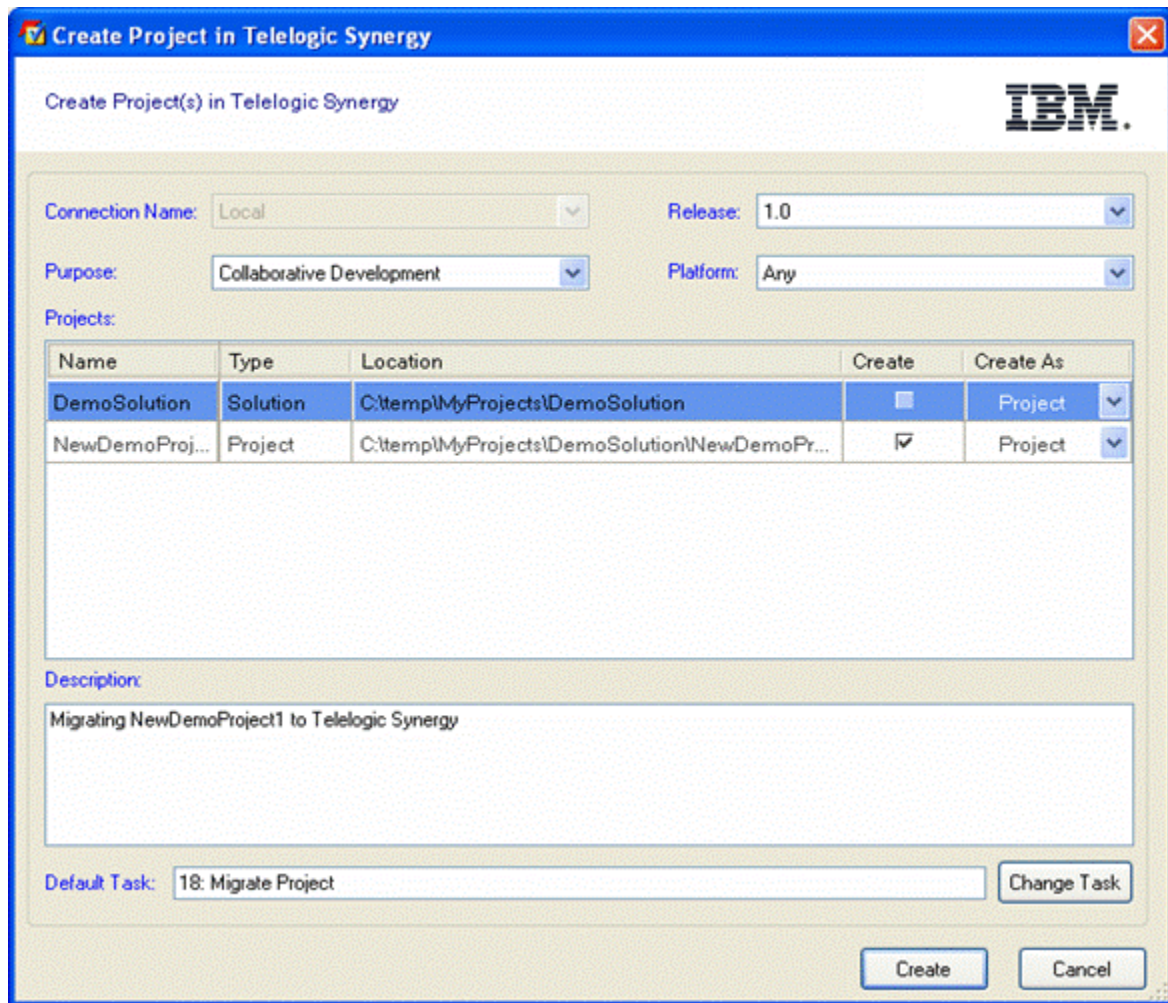 Create Project in Telelogic Synergy
Create Project(s) in Telelogic Synergy
IBM.
Connection Name: Local Release: 1.0
Purpose: Collaborative Development Platform: Any
Projects:
Name Type Location Create Create As
DemoSolution Solution C:\temp\MyProjects\DemoSolution Project
NewDemoProj... Project C:\temp\MyProjects\DemoSolution\NewDemoPr... Project
Description:
Migrating NewDemoProject1 to Telelogic Synergy
Default Task: 18: Migrate Project Change Task
Create Cancel